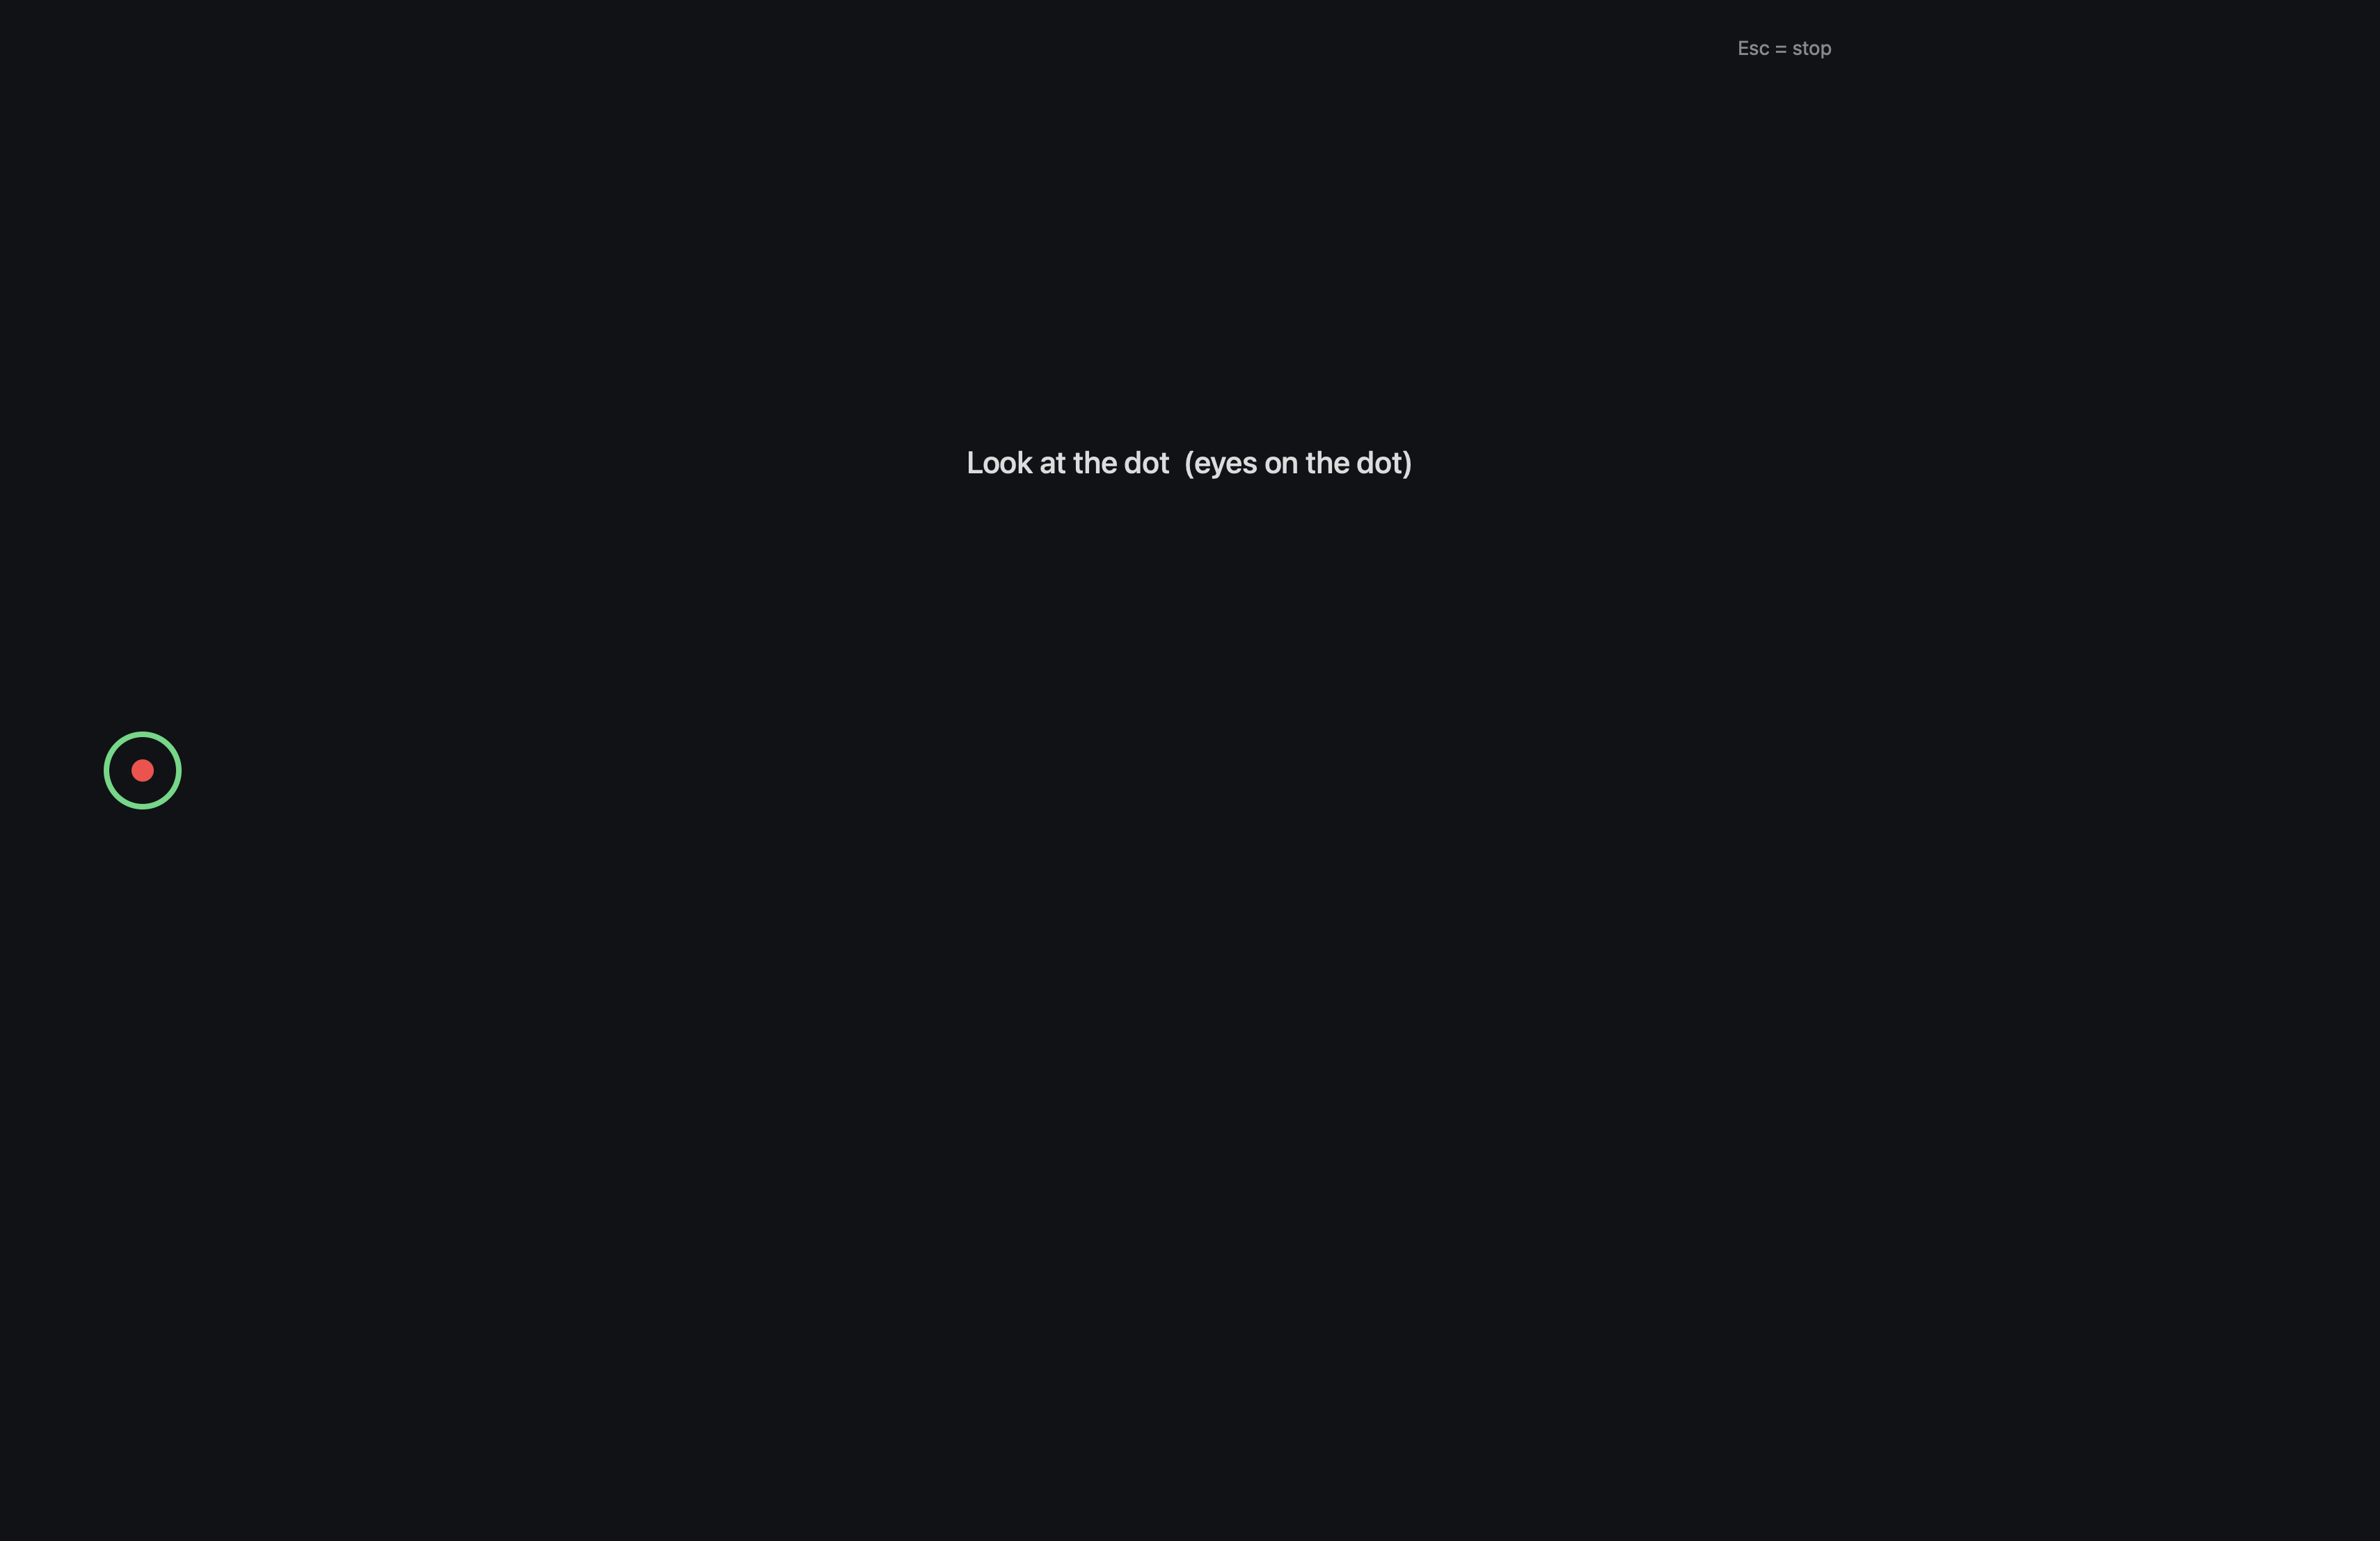 Esc = stop
Look at the dot  (eyes on the dot)